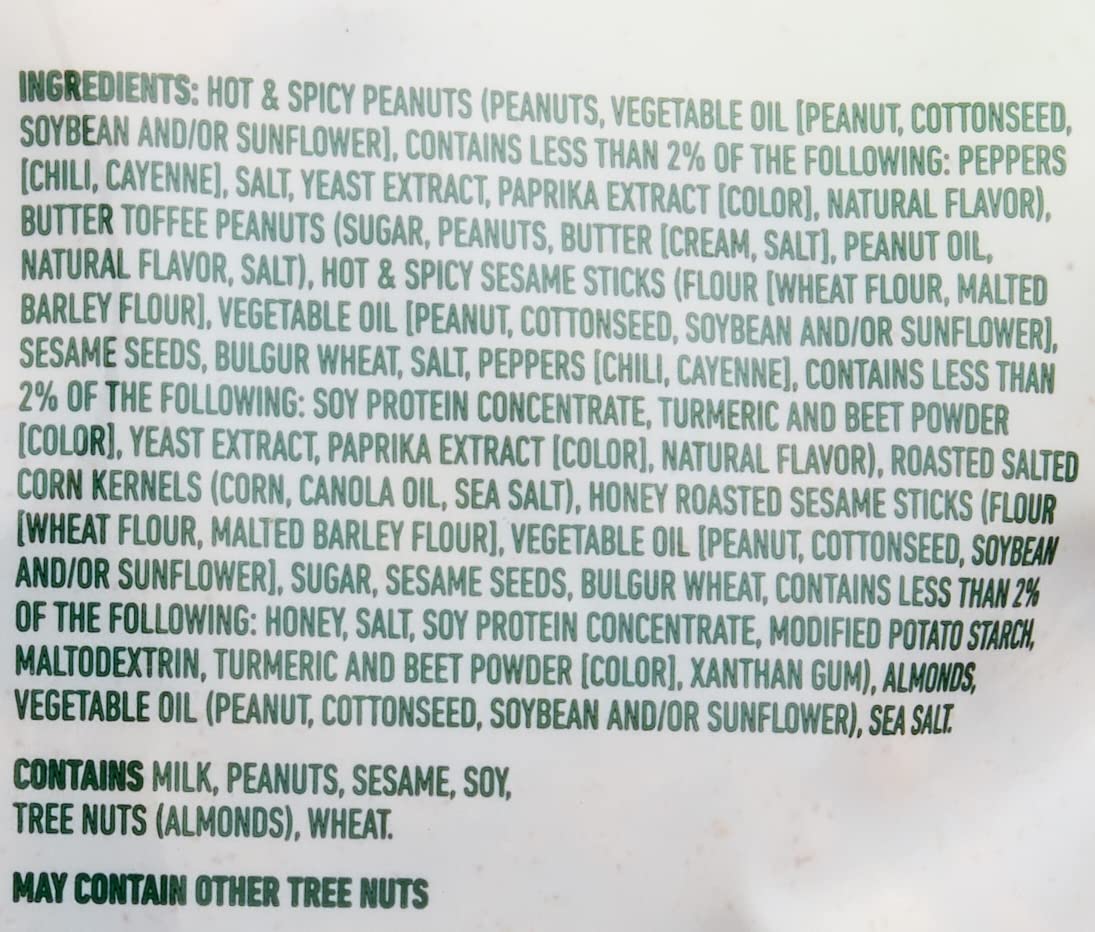 INGREDIENTS: HOT & SPICY PEANUTS (PEANUTS, VEGETABLE OIL [PEANUT, COTTONSEED,
SOYBEAN AND/OR SUNFLOWER], CONTAINS LESS THAN 2% OF THE FOLLOWING: PEPPERS
[CHILI, CAYENNE], SALT, YEAST EXTRACT, PAPRIKA EXTRACT [COLOR], NATURAL FLAVOR),
BUTTER TOFFEE PEANUTS (SUGAR, PEANUTS, BUTTER [CREAM, SALT], PEANUT OIL,
NATURAL FLAVOR, SALT), HOT & SPICY SESAME STICKS (FLOUR [WHEAT FLOUR, MALTED
BARLEY FLOUR], VEGETABLE OIL [PEANUT, COTTONSEED, SOYBEAN AND/OR SUNFLOWER],
SESAME SEEDS, BULGUR WHEAT, SALT, PEPPERS [CHILI, CAYENNE], CONTAINS LESS THAN
2% OF THE FOLLOWING: SOY PROTEIN CONCENTRATE, TURMERIC AND BEET POWDER
[COLOR], YEAST EXTRACT, PAPRIKA EXTRACT [COLOR], NATURAL FLAVOR), ROASTED SALTED
CORN KERNELS (CORN, CANOLA OIL, SEA SALT), HONEY ROASTED SESAME STICKS (FLOUR
[WHEAT FLOUR, MALTED BARLEY FLOUR], VEGETABLE OIL [PEANUT, COTTONSEED, SOYBEAN
AND/OR SUNFLOWER], SUGAR, SESAME SEEDS, BULGUR WHEAT, CONTAINS LESS THAN 2%
OF THE FOLLOWING: HONEY, SALT, SOY PROTEIN CONCENTRATE, MODIFIED POTATO STARCH,
MALTODEXTRIN, TURMERIC AND BEET POWDER [COLOR], XANTHAN GUM), ALMONDS,
VEGETABLE OIL (PEANUT, COTTONSEED, SOYBEAN AND/OR SUNFLOWER), SEA SALT.
CONTAINS MILK, PEANUTS, SESAME, SOY,
TREE NUTS (ALMONDS), WHEAT.
MAY CONTAIN OTHER TREE NUTS